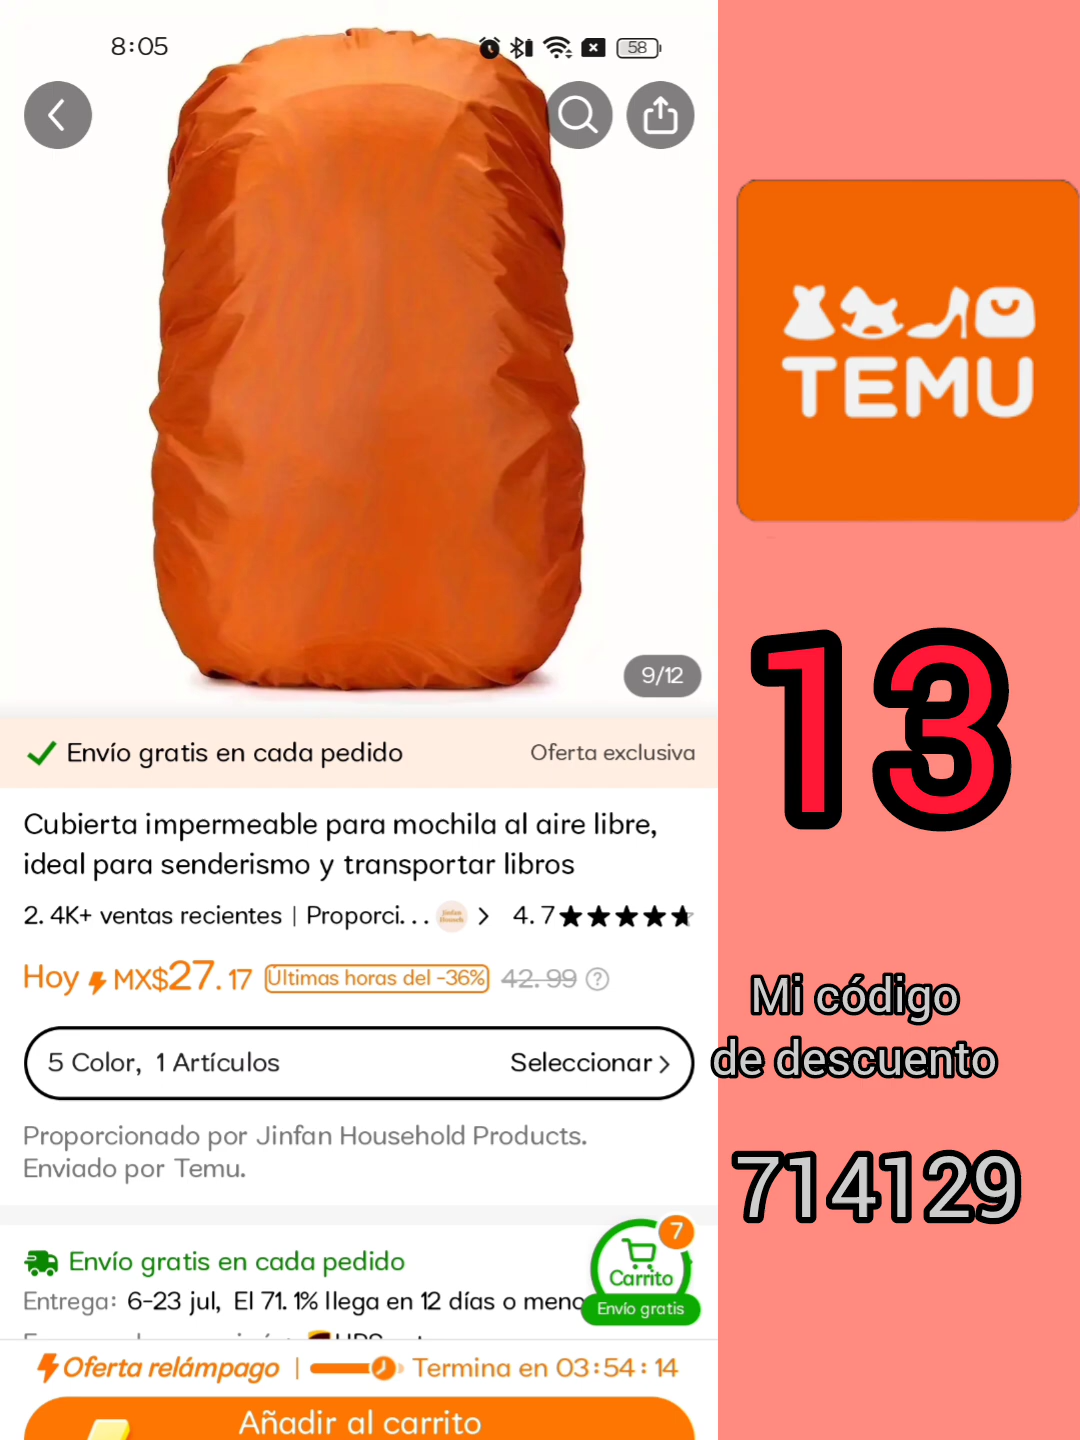 8:05
58
9/12
Envío gratis en cada pedido
Oferta exclusiva
Cubierta impermeable para mochila al aire libre,
ideal para senderismo y transportar libros
2.4K+ ventas recientes | Proporci... 4.7
Hoy MX$27.17 Últimas horas del -36% 42.99
5 Color, 1 Artículos
Seleccionar
Proporcionado por Jinfan Household Products.
Enviado por Temu.
Envío gratis en cada pedido
Entrega: 6-23 jul, El 71.1% llega en 12 días o meno
7
Carrito
Envío gratis
Oferta relámpago | Termina en 03:54:14
Añadir al carrito
TEMU
13
Mi código
de descuento
714129